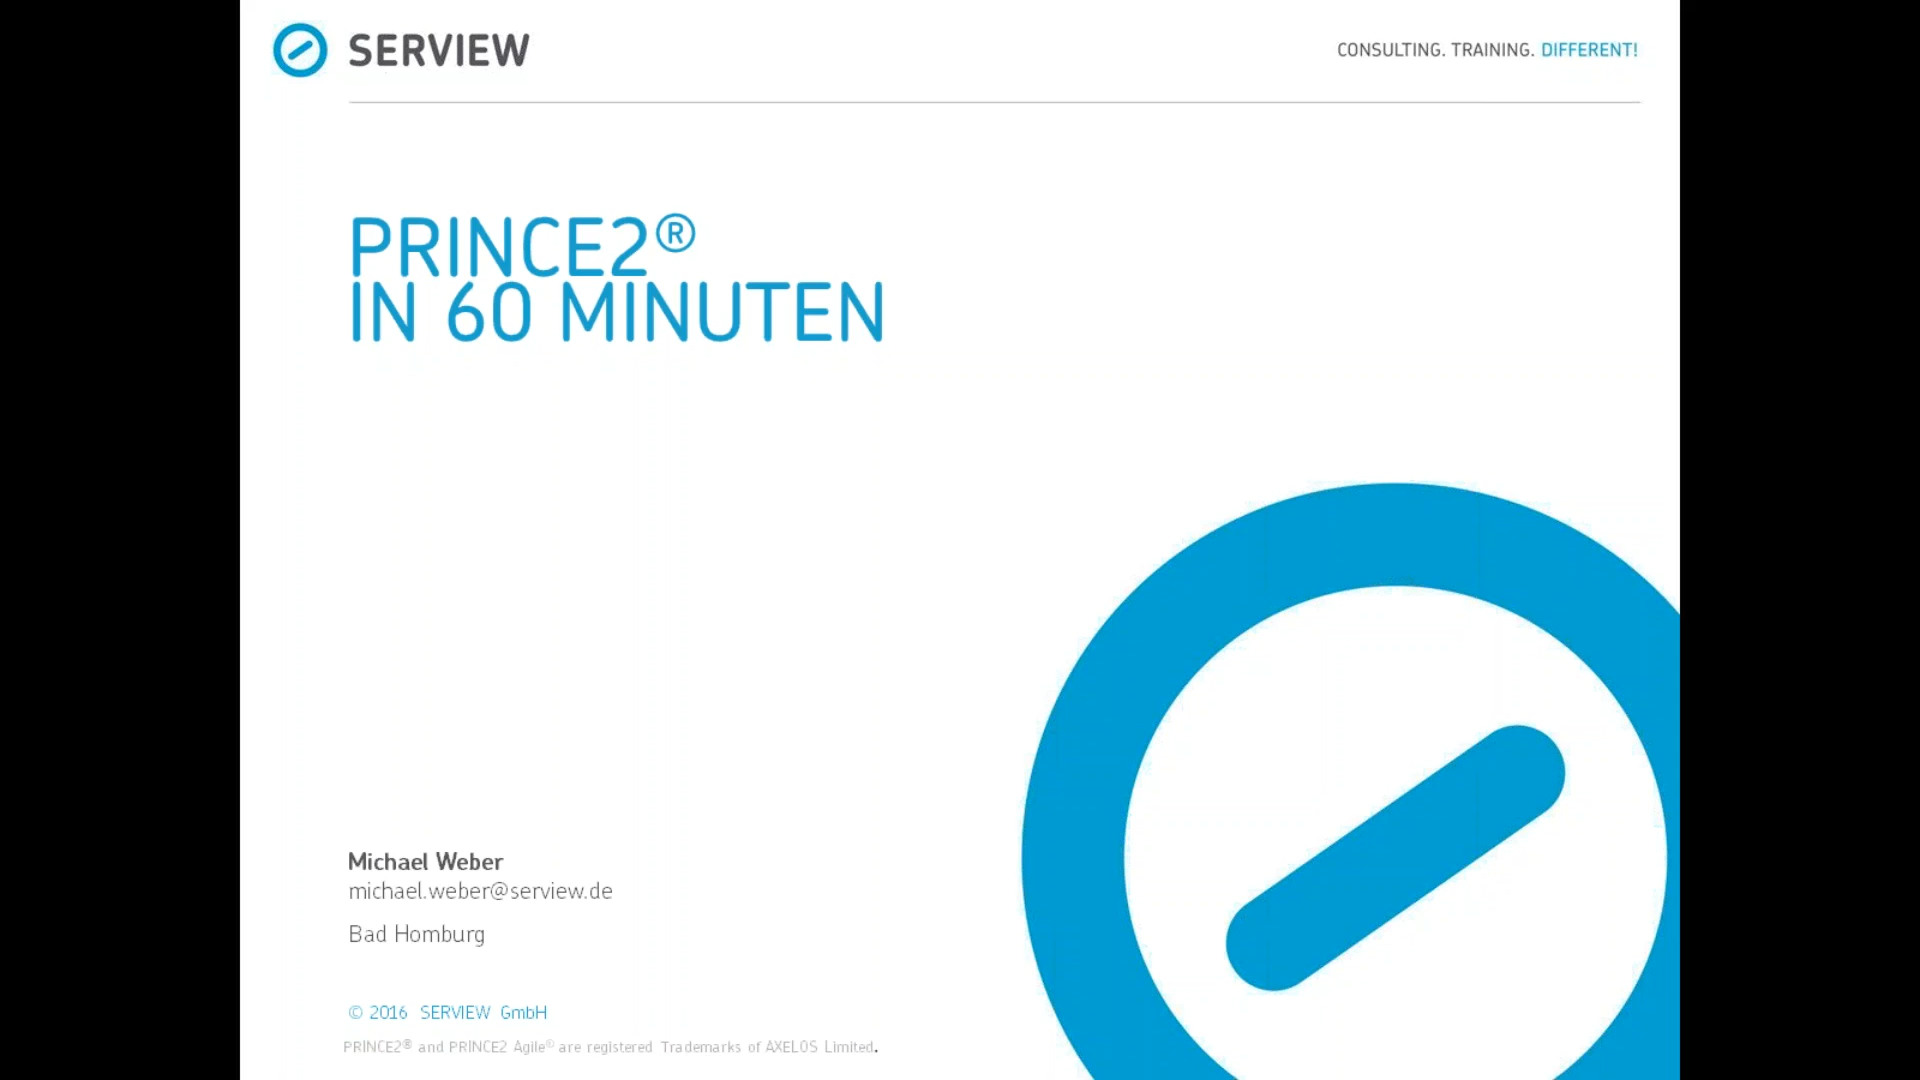 SERVIEW
CONSULTING. TRAINING. DIFFERENT!
PRINCE2®
IN 60 MINUTEN
Michael Weber
michael.weber@serview.de
Bad Homburg
© 2016 SERVIEW GmbH
PRINCE2® and PRINCE2 Agile® are registered Trademarks of AXELOS Limited.